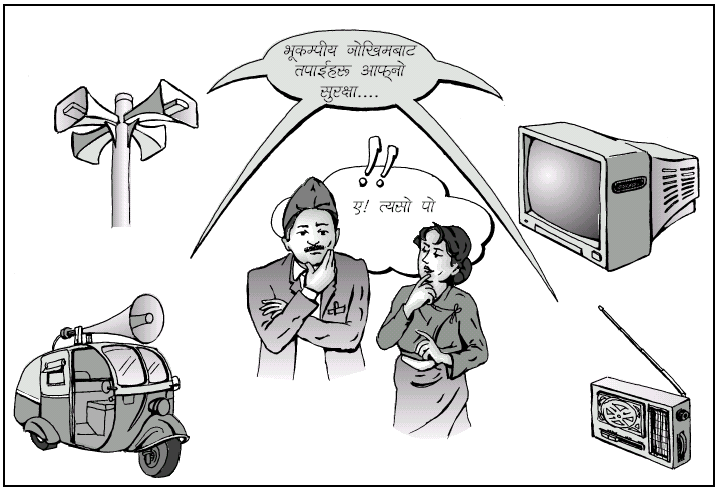 भूकम्पीय जोखिमबाट
तपाईहरू आफ्नो
सुरक्षा....
!!
ए! त्यसो पो